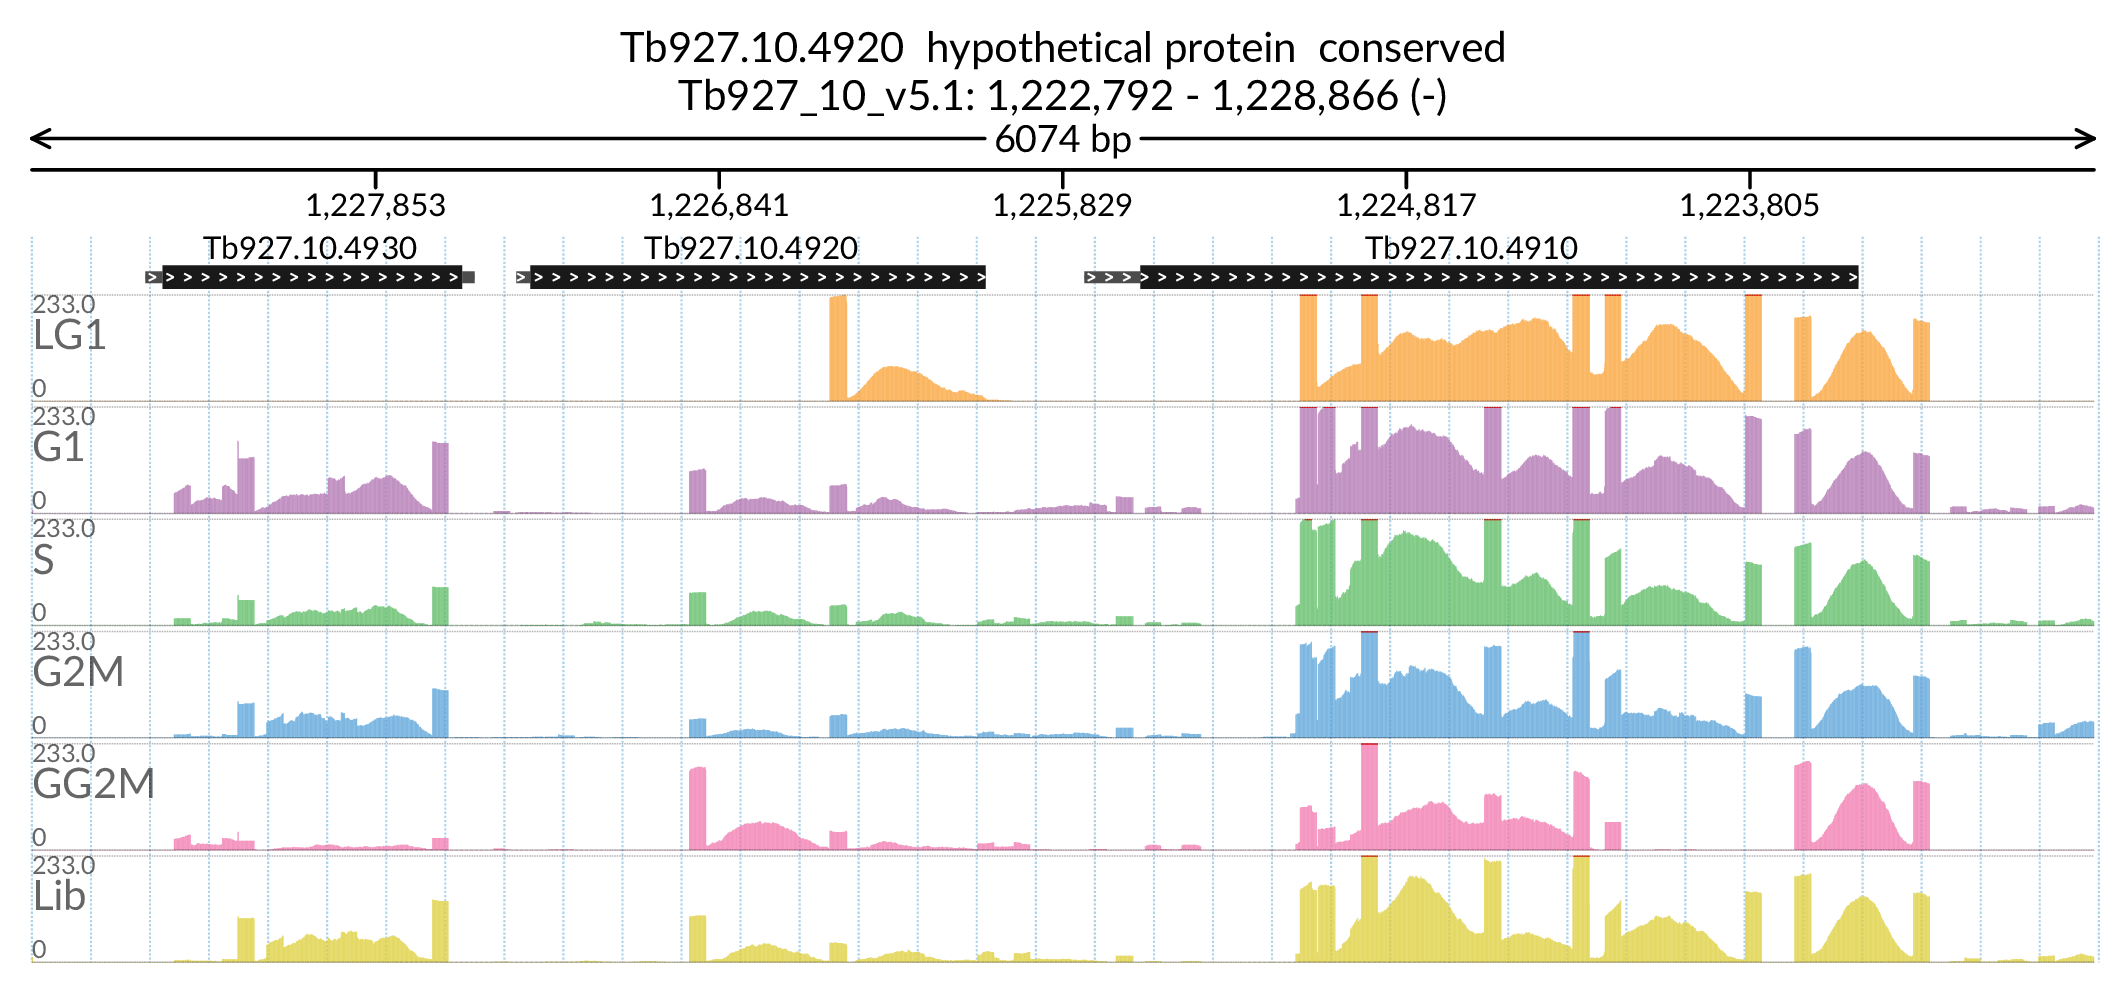 Tb927.10.4920 hypothetical protein conserved
Tb927_10_v5.1: 1,222,792 - 1,228,866 (-)
6074 bp
1,227,853 1,226,841 1,225,829 1,224,817 1,223,805
Tb927.10.4930 Tb927.10.4920 Tb927.10.4910
233.0
LG1
0
233.0
G1
0
233.0
S
0
233.0
G2M
0
233.0
GG2M
0
233.0
Lib
0